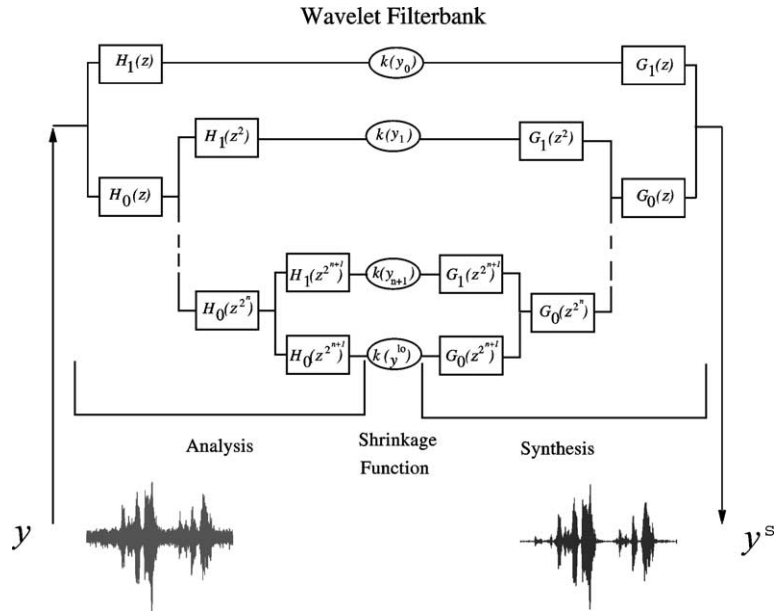 Wavelet Filterbank
H₁(z) k(y₀) G₁(z)
H₁(z²) k(y₁) G₁(z²)
H₀(z) G₀(z)
H₁(z²ⁿ⁺¹) k(yₙ₊₁) G₁(z²ⁿ⁺¹)
H₀(z²ⁿ) G₀(z²ⁿ)
H₀(z²ⁿ⁺¹) k(yˡᵒ) G₀(z²ⁿ⁺¹)
Analysis Shrinkage Synthesis
Function
y yˢ